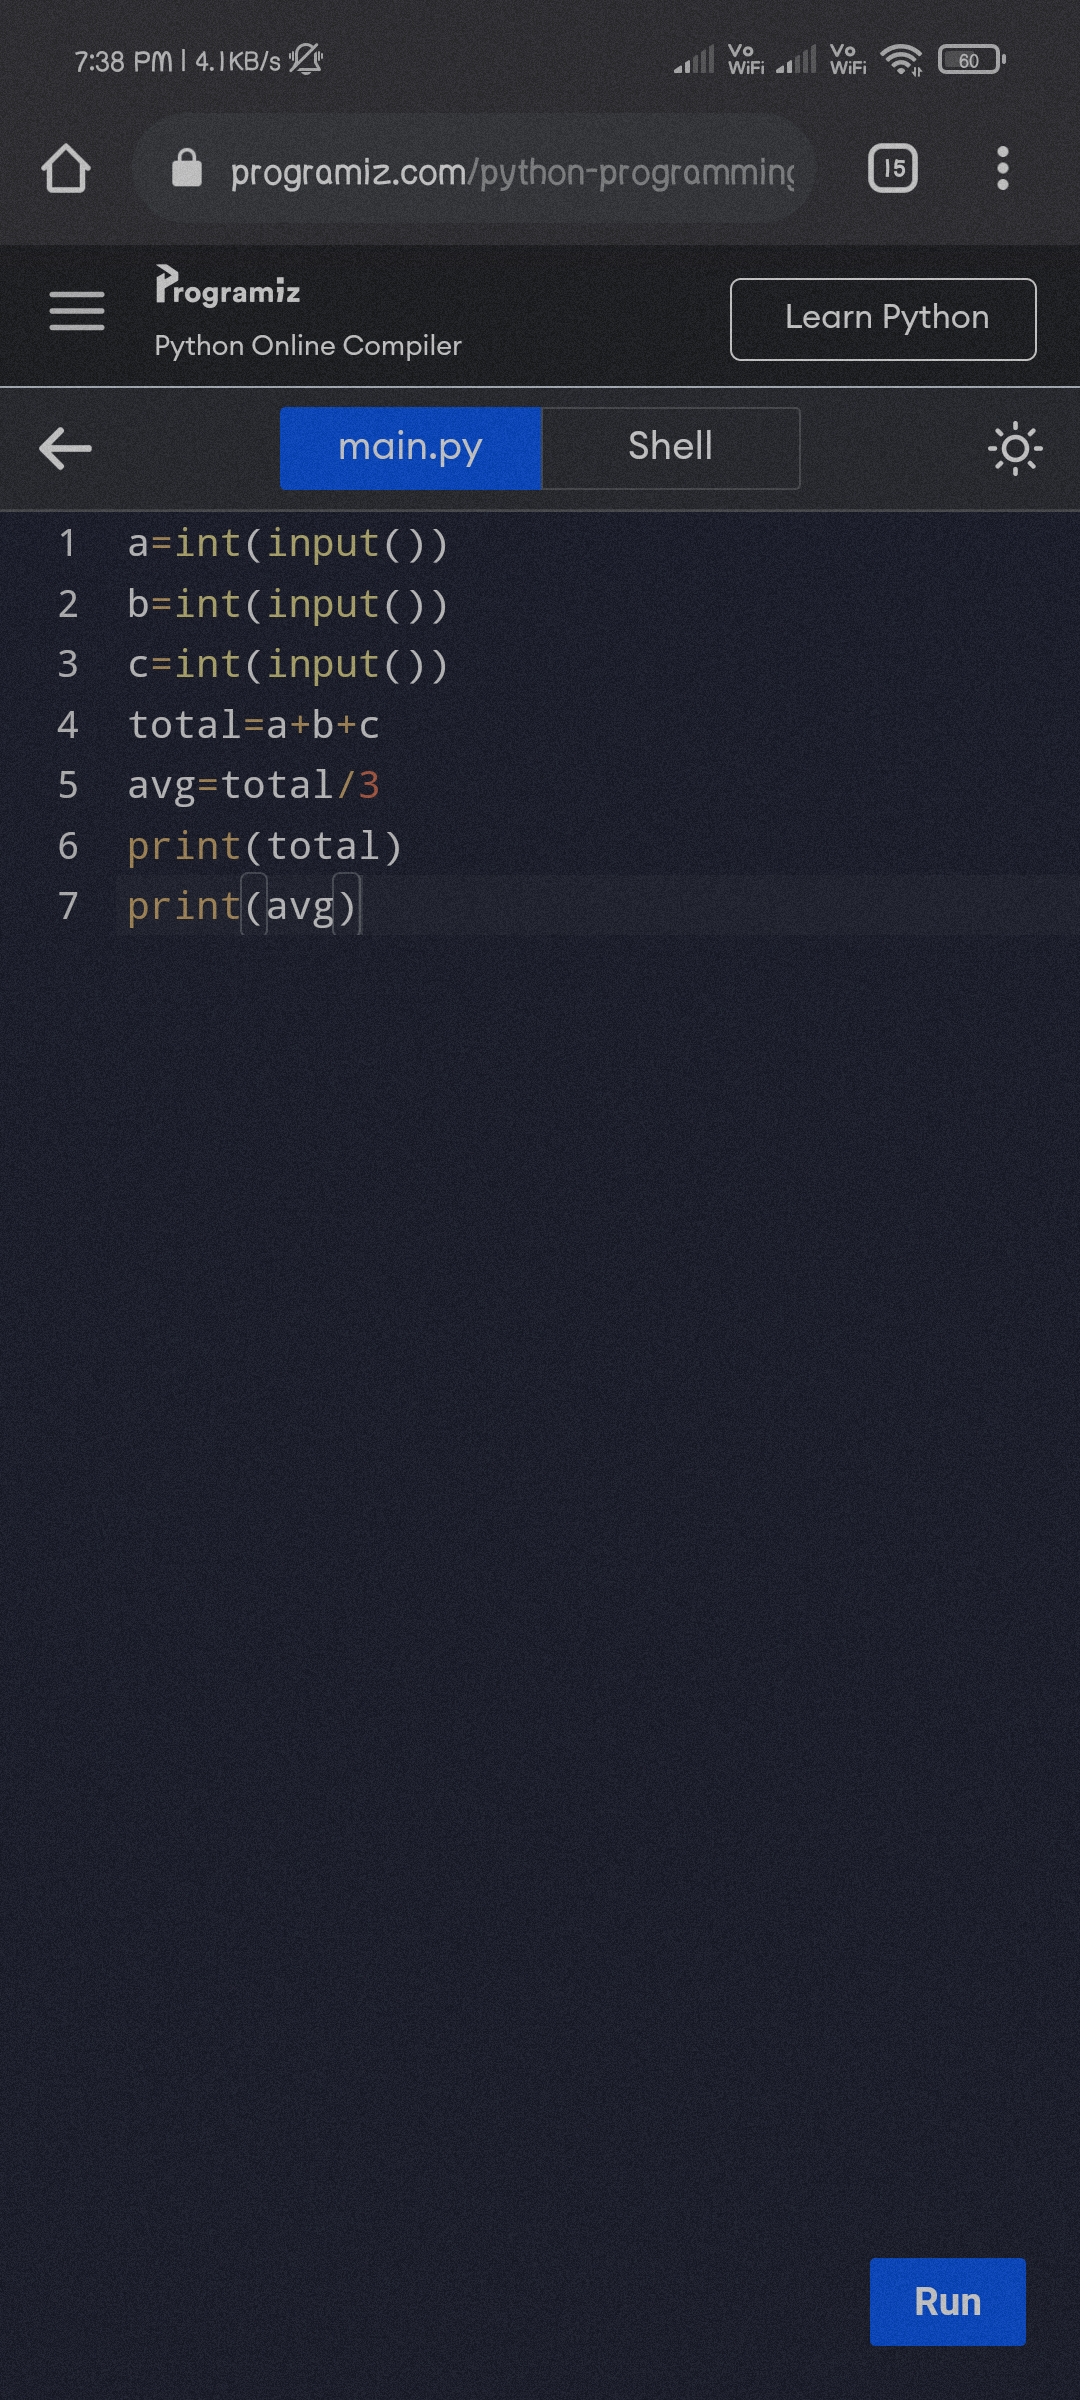 7:38 PM | 4.1KB/s Vo WiFi Vo WiFi 60
programiz.com/python-programming 15
Programiz
Python Online Compiler
Learn Python
main.py Shell
1 a=int(input())
2 b=int(input())
3 c=int(input())
4 total=a+b+c
5 avg=total/3
6 print(total)
7 print(avg)
Run